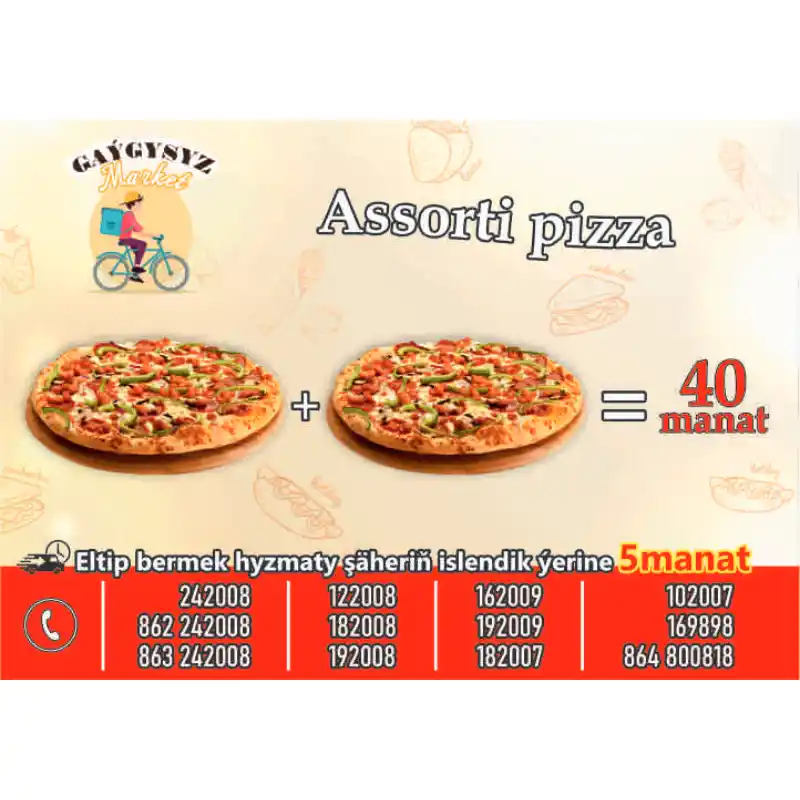 GAÝGYSYZ
Market
Assorti pizza
+ = 40
manat
Eltip bermek hyzmaty şäheriň islendik ýerine 5manat
242008 122008 162009 102007
862 242008 182008 192009 169898
863 242008 192008 182007 864 800818